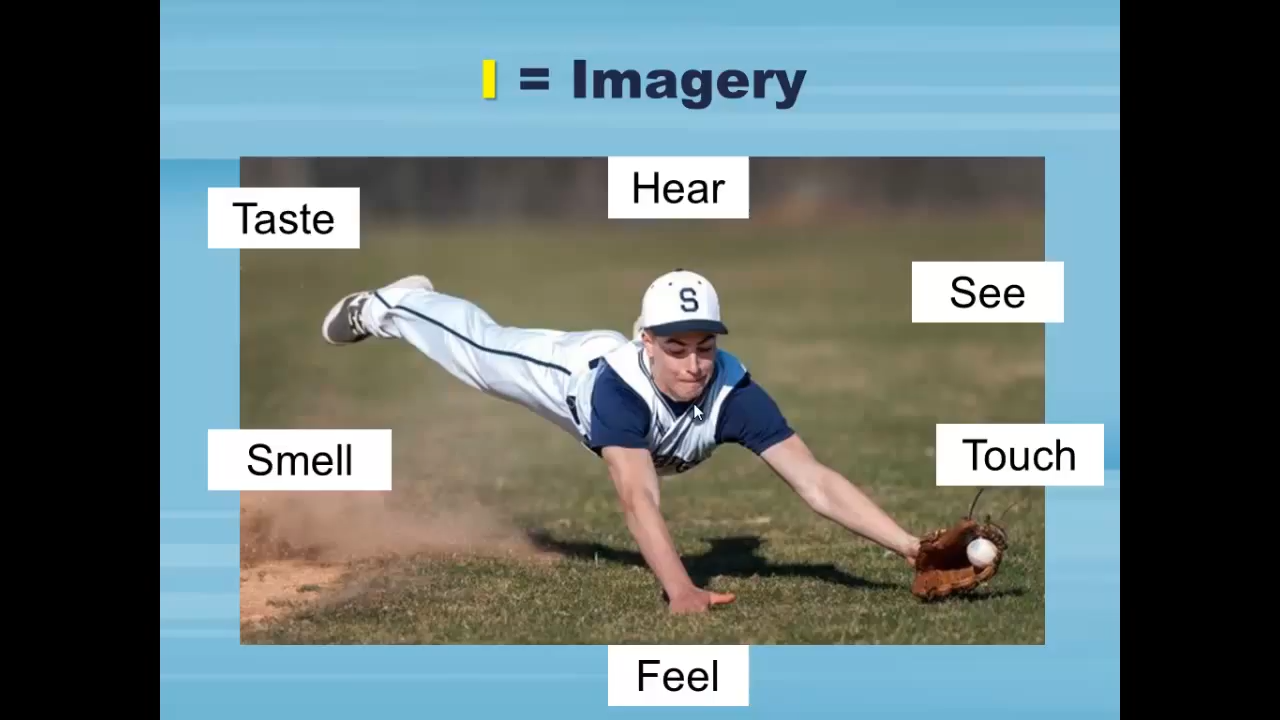 I = Imagery
Hear
Taste
See
S
Smell
Touch
Feel